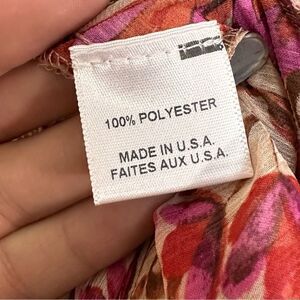 100% POLYESTER
MADE IN U.S.A.
FAITES AUX U.S.A.